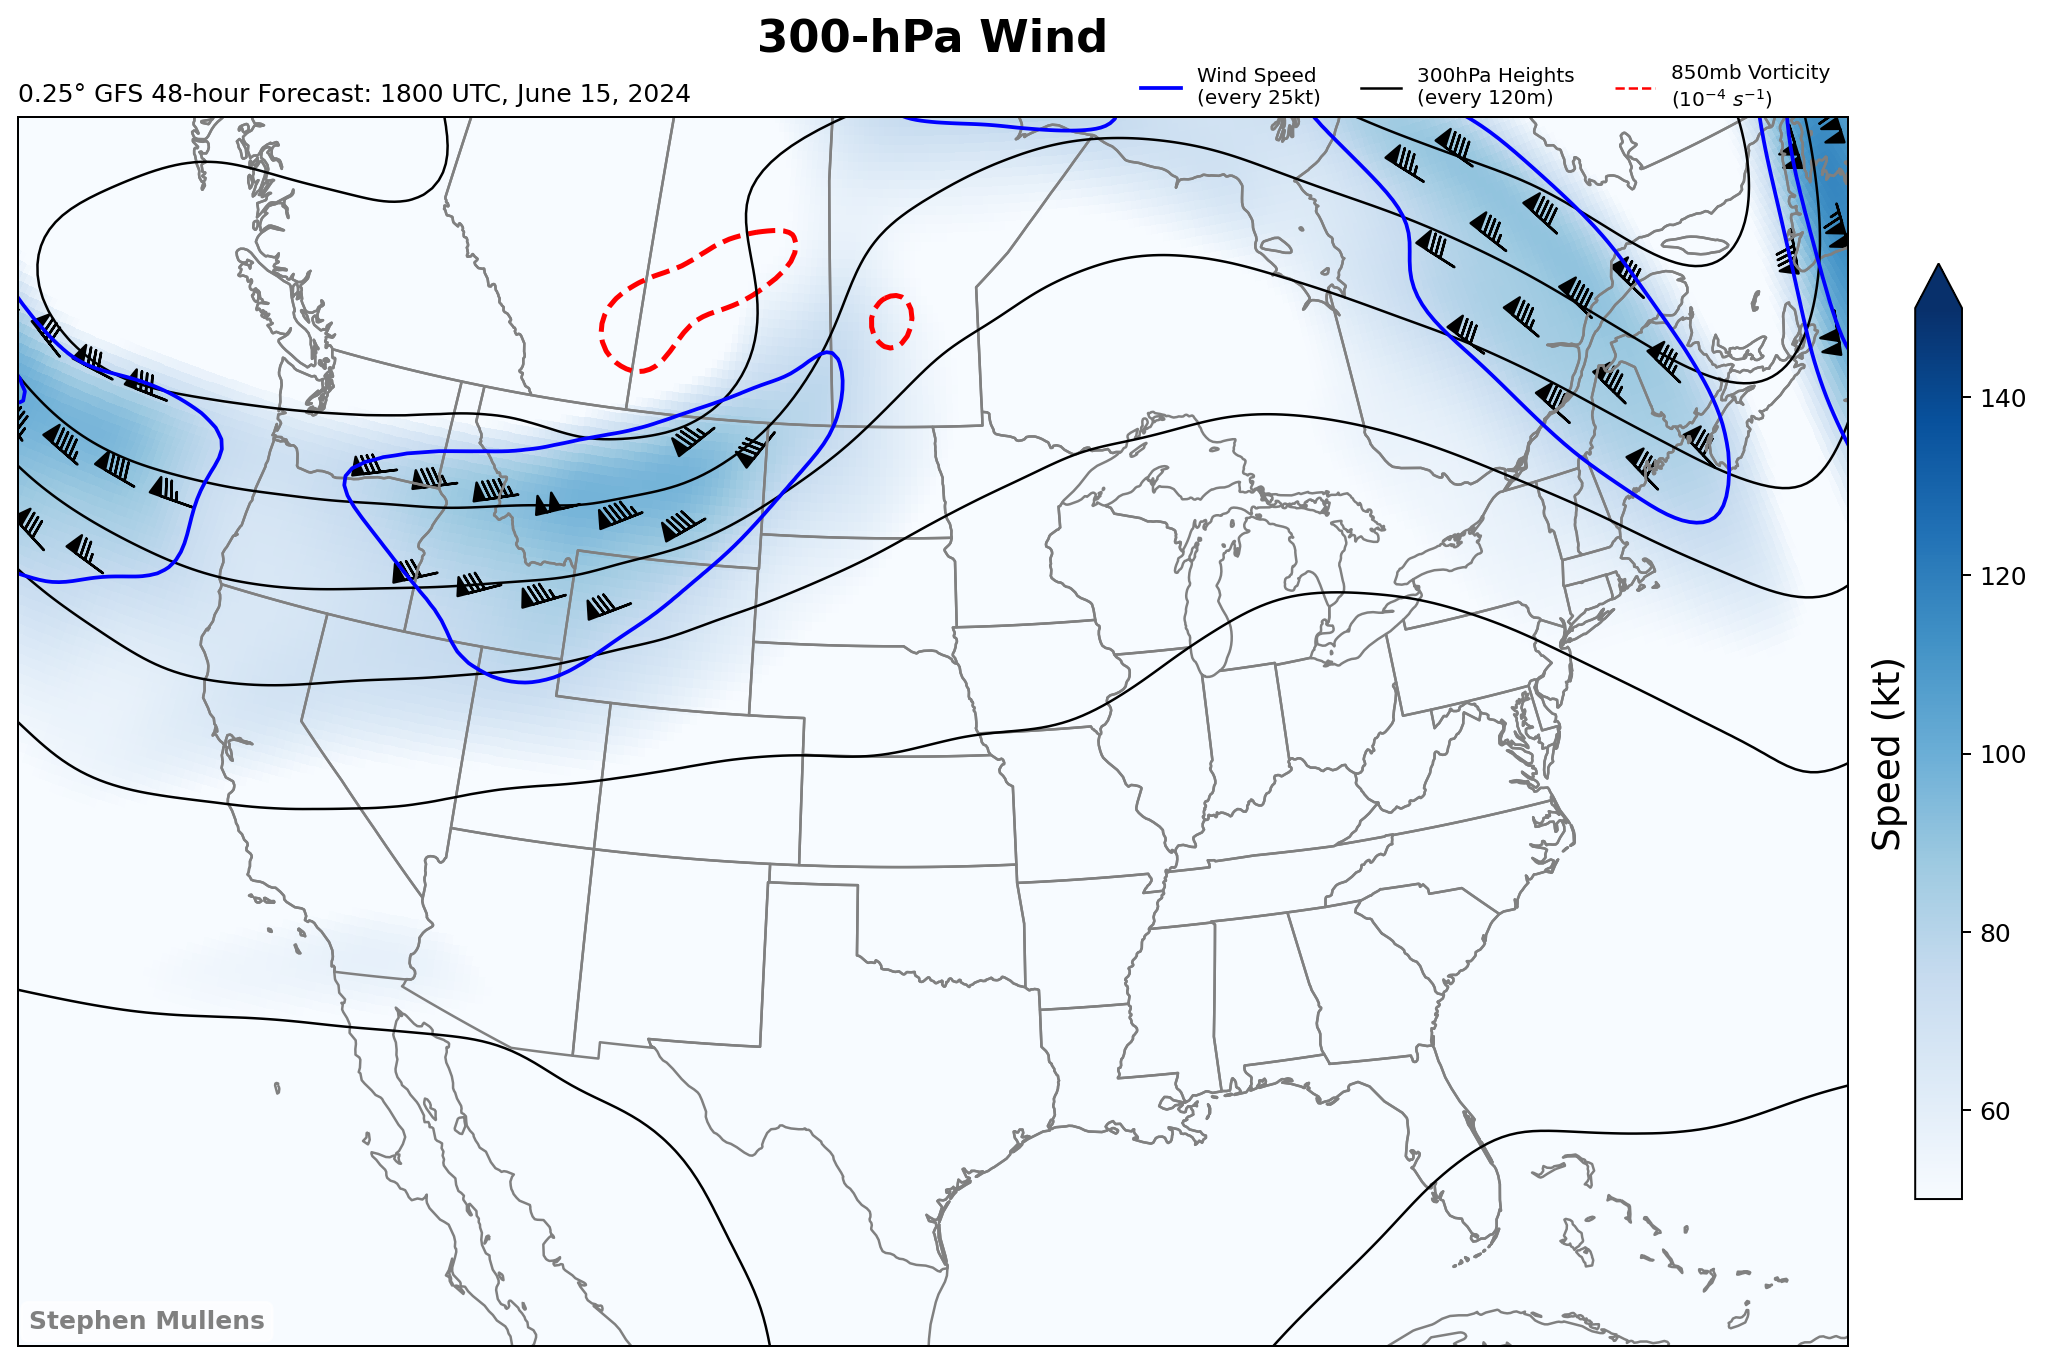 300-hPa Wind
0.25° GFS 48-hour Forecast: 1800 UTC, June 15, 2024
Wind Speed
(every 25kt)
300hPa Heights
(every 120m)
850mb Vorticity
(10⁻⁴ s⁻¹)
140
120
100
80
60
Speed (kt)
Stephen Mullens